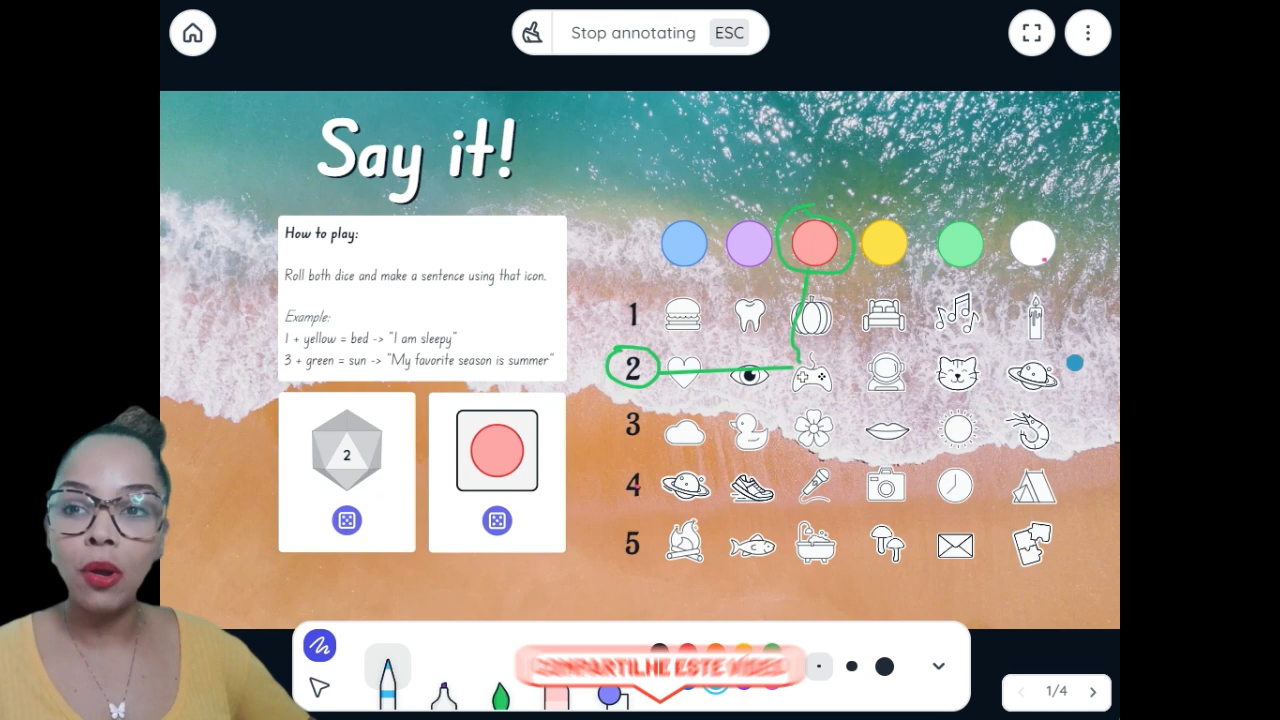 Stop annotating ESC
Say it!
How to play:
Roll both dice and make a sentence using that icon.
Example:
1 + yellow = bed -> "I am sleepy"
3 + green = sun -> "My favorite season is summer"
2
1
2
3
4
5
COMPARTILHE ESTE VIDEO
1/4